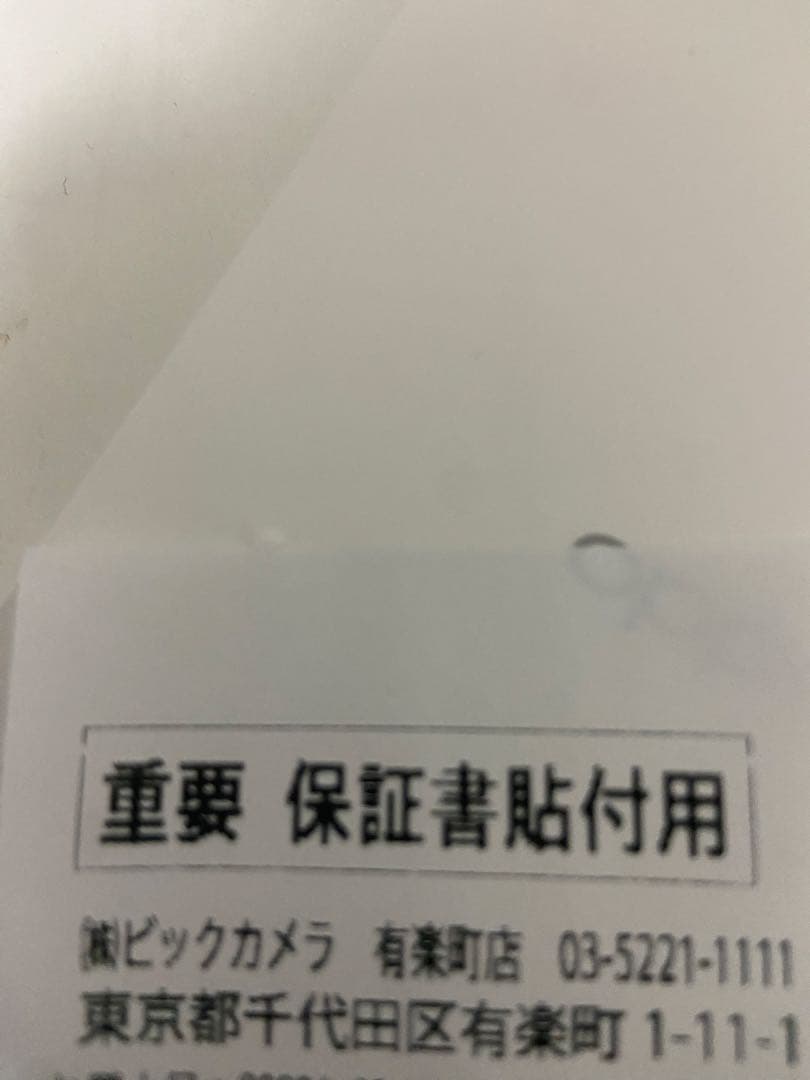 重要 保証書貼付用
㈱ビックカメラ 有楽町店 03-5221-1111
東京都千代田区有楽町 1-11-1